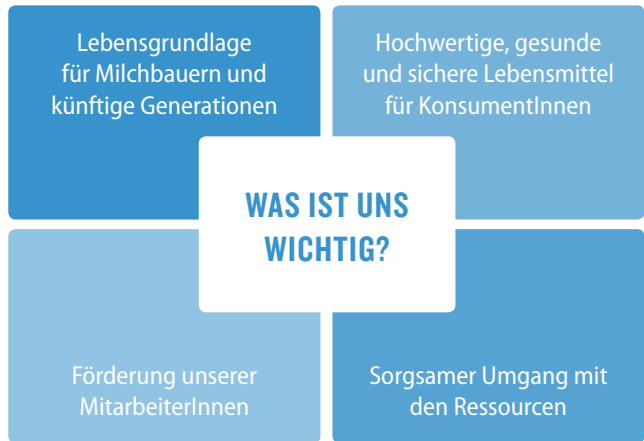 Lebensgrundlage
für Milchbauern und
künftige Generationen
Hochwertige, gesunde
und sichere Lebensmittel
für KonsumentInnen
WAS IST UNS
WICHTIG?
Förderung unserer
MitarbeiterInnen
Sorgsamer Umgang mit
den Ressourcen